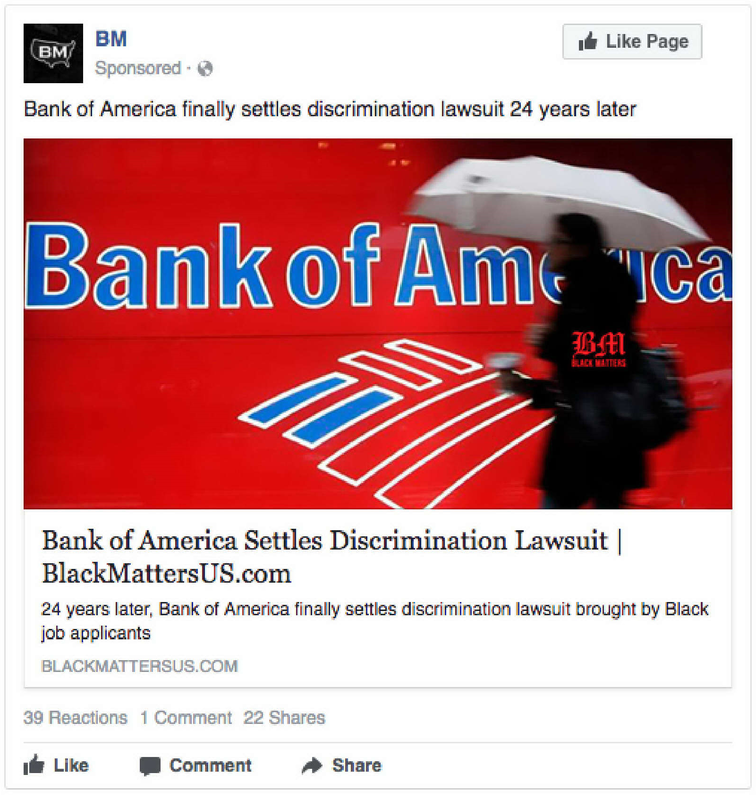 BM
BM
Like Page
Sponsored ·
Bank of America finally settles discrimination lawsuit 24 years later
Bank of Am ica
BM
BLACK MATTERS
Bank of America Settles Discrimination Lawsuit |
BlackMattersUS.com
24 years later, Bank of America finally settles discrimination lawsuit brought by Black
job applicants
BLACKMATTERSUS.COM
39 Reactions 1 Comment 22 Shares
Like Comment Share